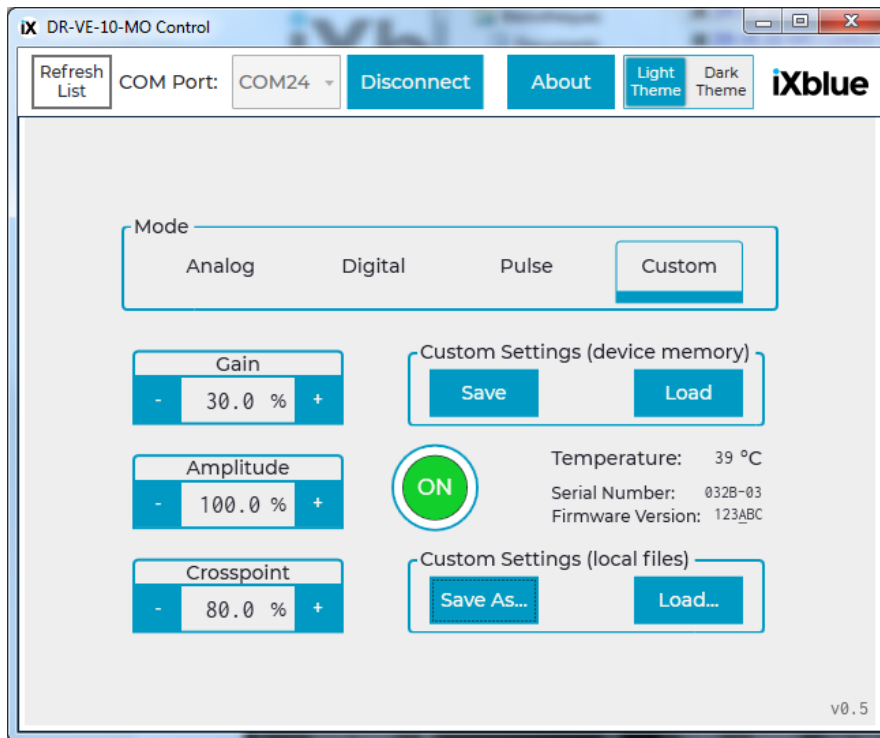 iX DR-VE-10-MO Control
Refresh List COM Port: COM24 Disconnect About Light Theme Dark Theme iXblue
Mode
Analog Digital Pulse Custom
Gain
- 30.0 % +
Custom Settings (device memory)
Save Load
Amplitude
- 100.0 % +
ON
Temperature: 39 °C
Serial Number: 032B-03
Firmware Version: 123ABC
Crosspoint
- 80.0 % +
Custom Settings (local files)
Save As... Load...
v0.5